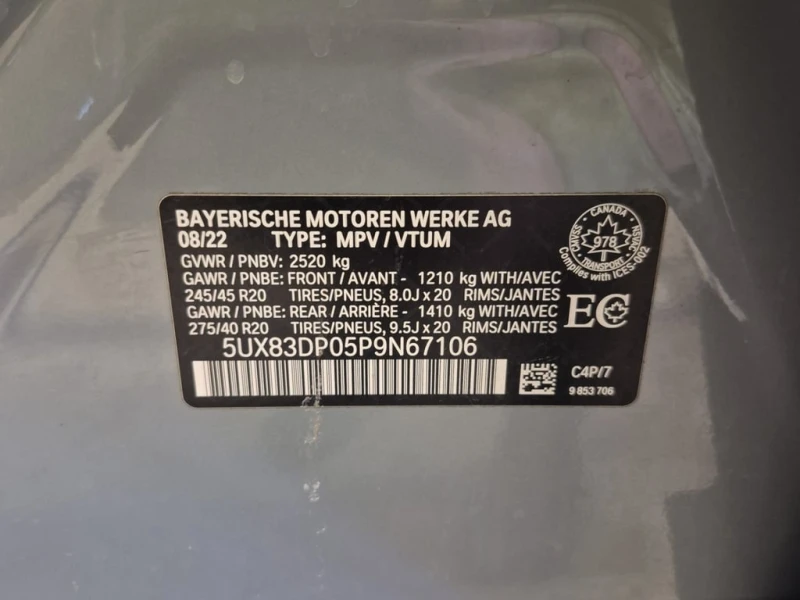 BAYERISCHE MOTOREN WERKE AG
08/22 TYPE: MPV / VTUM
GVWR / PNBV: 2520 kg
GAWR / PNBE: FRONT / AVANT - 1210 kg WITH/AVEC
245/45 R20 TIRES/PNEUS, 8.0J x 20 RIMS/JANTES
GAWR / PNBE: REAR / ARRIÈRE - 1410 kg WITH/AVEC
275/40 R20 TIRES/PNEUS, 9.5J x 20 RIMS/JANTES
5UX83DP05P9N67106
CANADA
978
T
TRANSPORT
CMVSS
NSVAC
Complies with ICES-002
EC
C4P/7
9 853 706